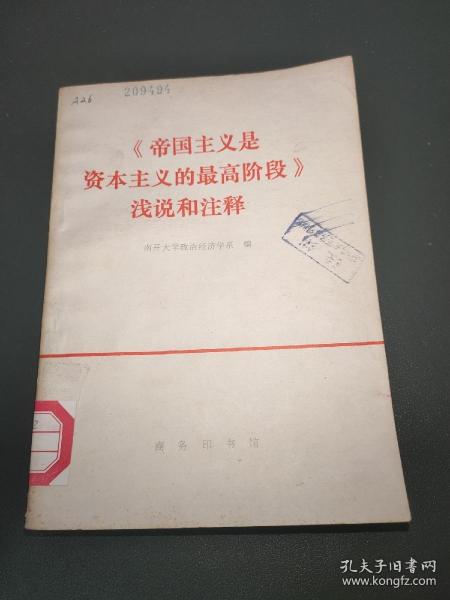 A26
209494
《帝国主义是
资本主义的最高阶段》
浅说和注释
南开大学政治经济学系 编
商务印书馆
孔夫子旧书网
www.kongfz.com